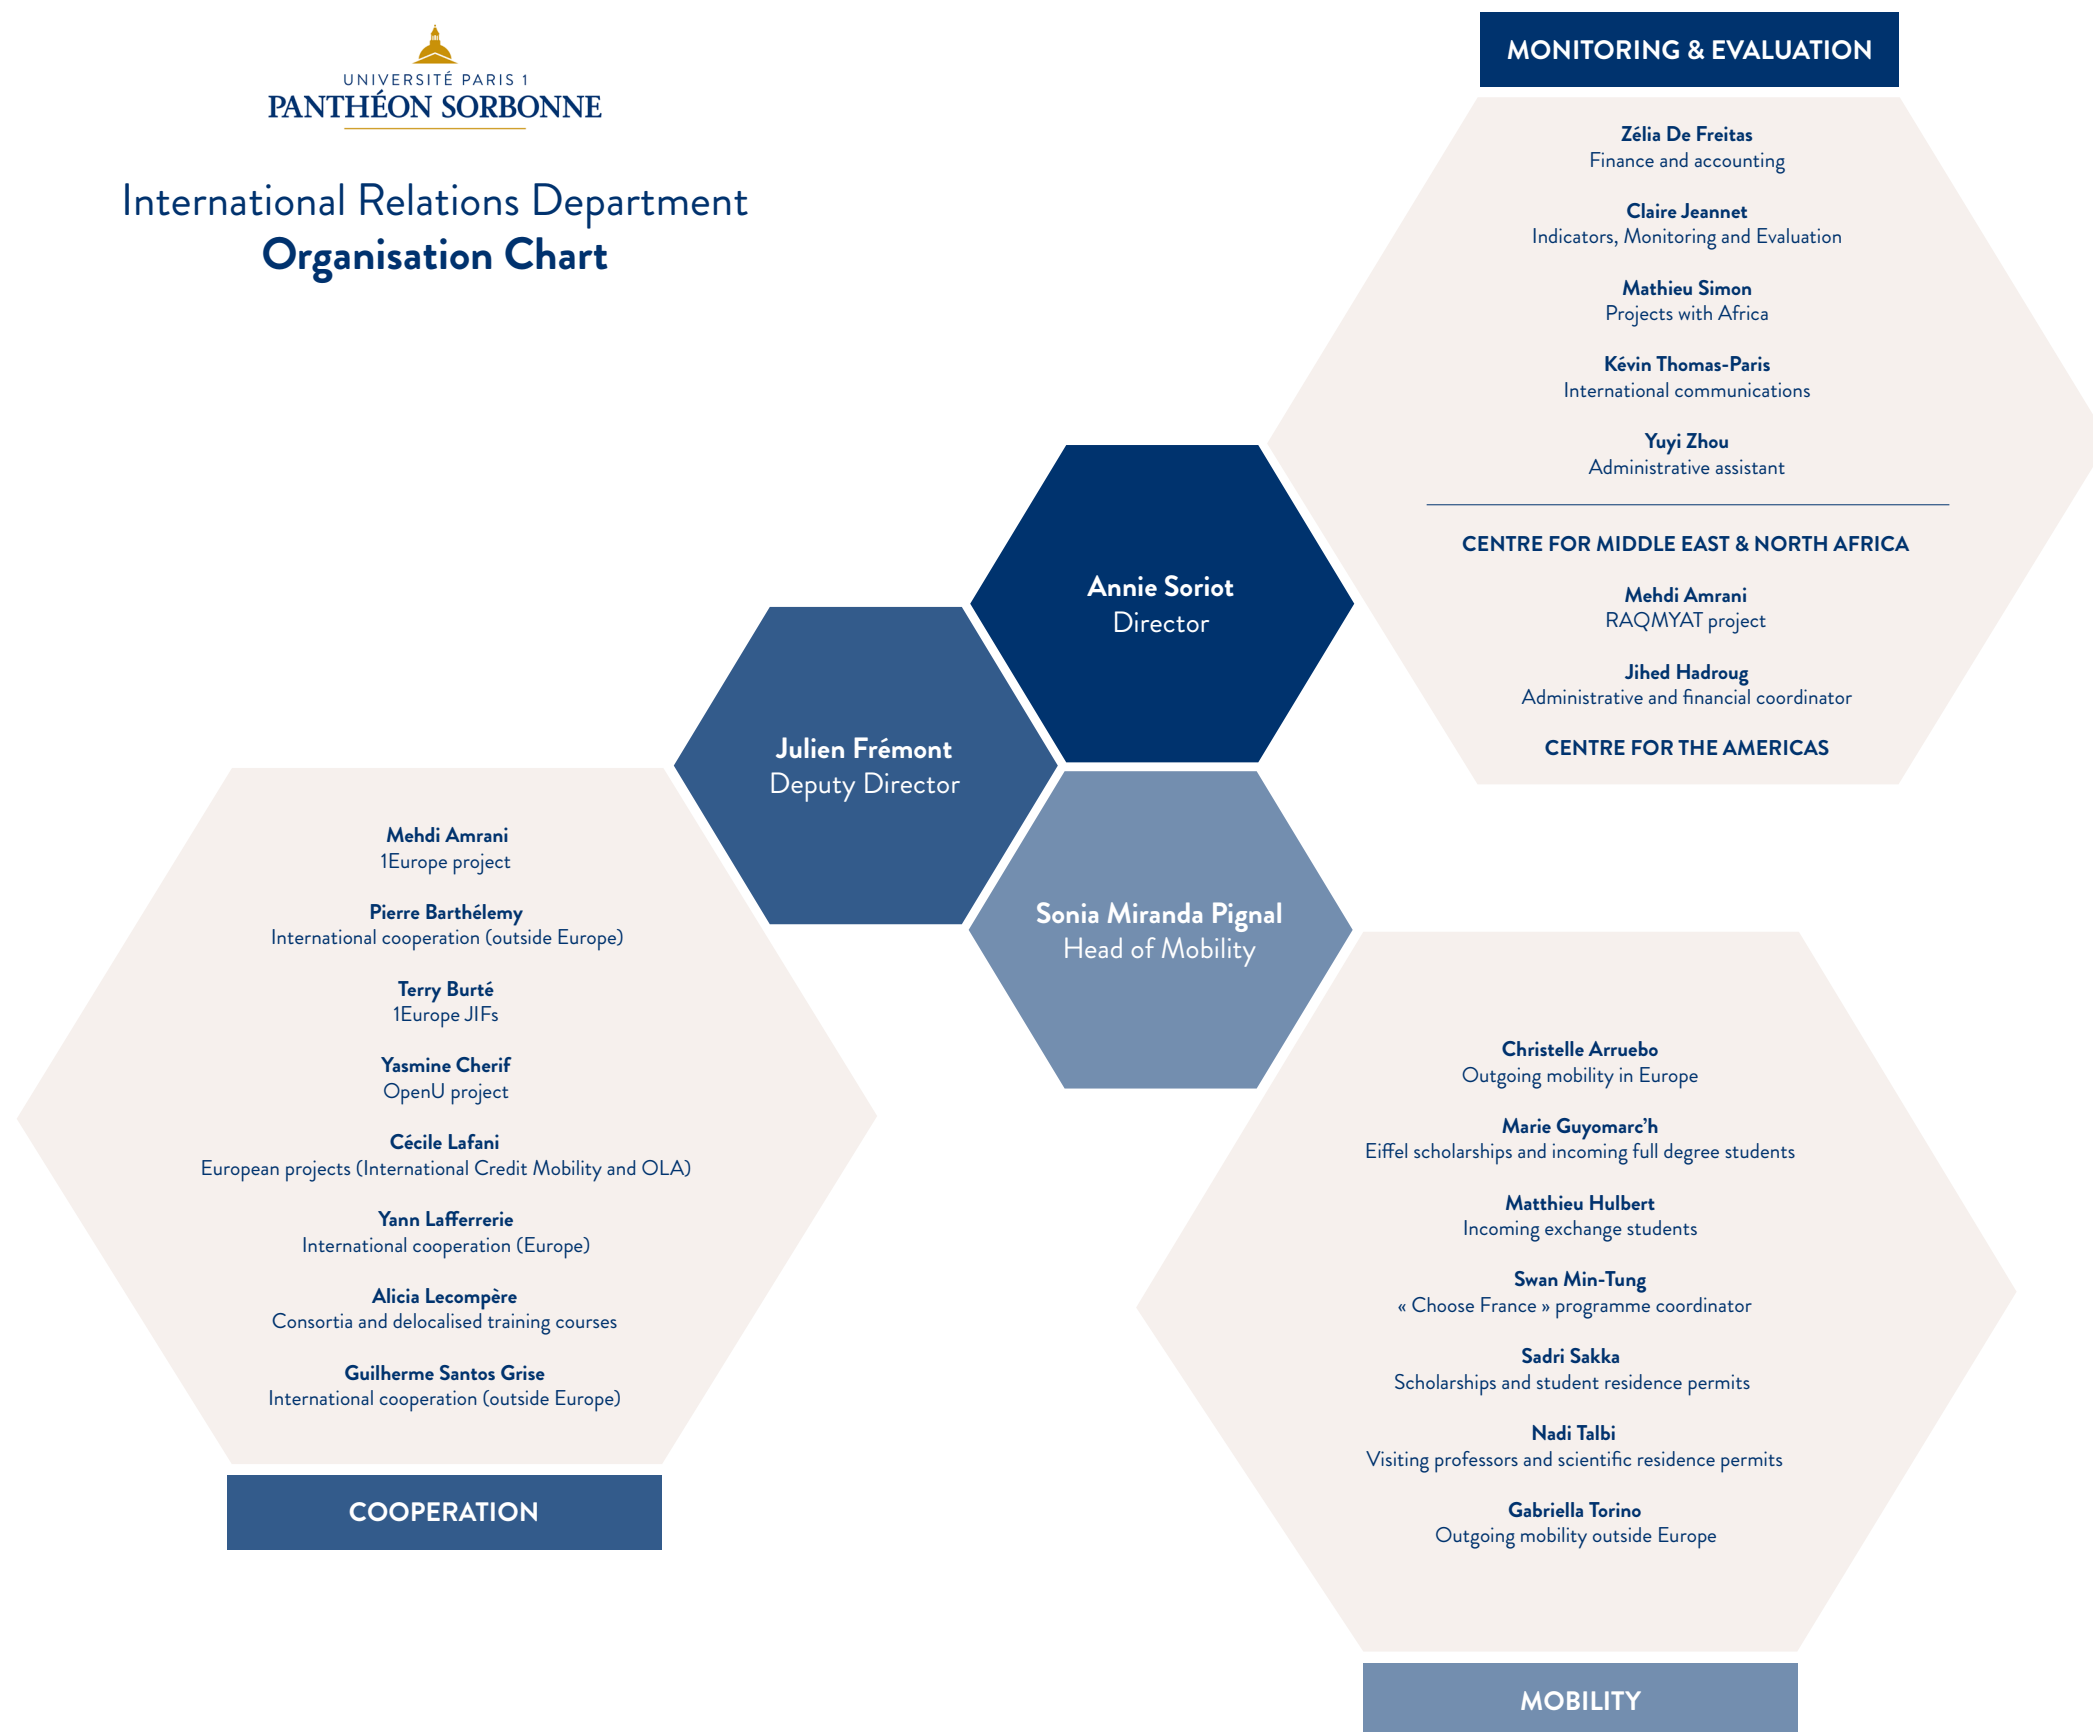 UNIVERSITÉ PARIS 1
PANTHÉON SORBONNE
International Relations Department
Organisation Chart
MONITORING & EVALUATION
Zélia De Freitas
Finance and accounting
Claire Jeannet
Indicators, Monitoring and Evaluation
Mathieu Simon
Projects with Africa
Kévin Thomas-Paris
International communications
Yuyi Zhou
Administrative assistant
CENTRE FOR MIDDLE EAST & NORTH AFRICA
Mehdi Amrani
RAQMYAT project
Jihed Hadroug
Administrative and financial coordinator
CENTRE FOR THE AMERICAS
Annie Soriot
Director
Julien Frémont
Deputy Director
Sonia Miranda Pignal
Head of Mobility
Mehdi Amrani
1Europe project
Pierre Barthélemy
International cooperation (outside Europe)
Terry Burté
1Europe JIFs
Yasmine Cherif
OpenU project
Cécile Lafani
European projects (International Credit Mobility and OLA)
Yann Lafferrerie
International cooperation (Europe)
Alicia Lecompère
Consortia and delocalised training courses
Guilherme Santos Grise
International cooperation (outside Europe)
COOPERATION
Christelle Arruebo
Outgoing mobility in Europe
Marie Guyomarc’h
Eiffel scholarships and incoming full degree students
Matthieu Hulbert
Incoming exchange students
Swan Min-Tung
« Choose France » programme coordinator
Sadri Sakka
Scholarships and student residence permits
Nadi Talbi
Visiting professors and scientific residence permits
Gabriella Torino
Outgoing mobility outside Europe
MOBILITY